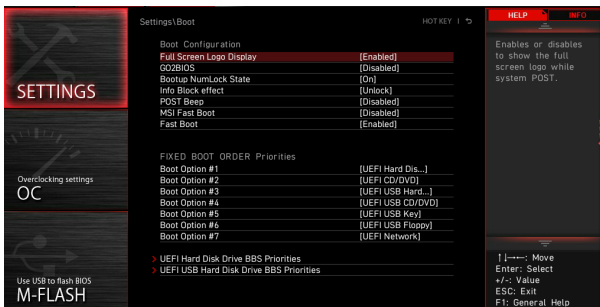 Settings\Boot
HOT KEY | ↰
HELP
INFO
Boot Configuration
Full Screen Logo Display [Enabled]
GO2BIOS [Disabled]
Bootup NumLock State [On]
Info Block effect [Unlock]
POST Beep [Disabled]
MSI Fast Boot [Disabled]
Fast Boot [Enabled]
FIXED BOOT ORDER Priorities
Boot Option #1 [UEFI Hard Dis...]
Boot Option #2 [UEFI CD/DVD]
Boot Option #3 [UEFI USB Hard...]
Boot Option #4 [UEFI USB CD/DVD]
Boot Option #5 [UEFI USB Key]
Boot Option #6 [UEFI USB Floppy]
Boot Option #7 [UEFI Network]
> UEFI Hard Disk Drive BBS Priorities
> UEFI USB Hard Disk Drive BBS Priorities
SETTINGS
Overclocking settings
OC
Use USB to flash BIOS
M-FLASH
Enables or disables
to show the full
screen logo while
system POST.
↑↓→←: Move
Enter: Select
+/-: Value
ESC: Exit
F1: General Help